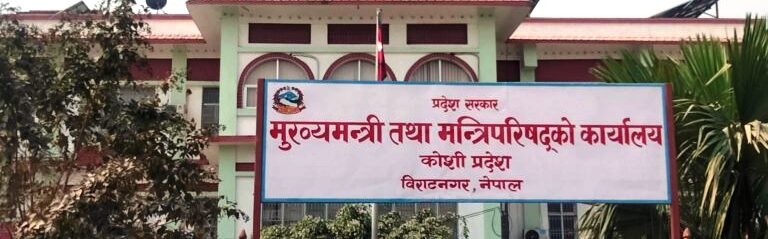 प्रदेश सरकार
मुख्यमन्त्री तथा मन्त्रिपरिषद्को कार्यालय
कोशी प्रदेश
विराटनगर, नेपाल